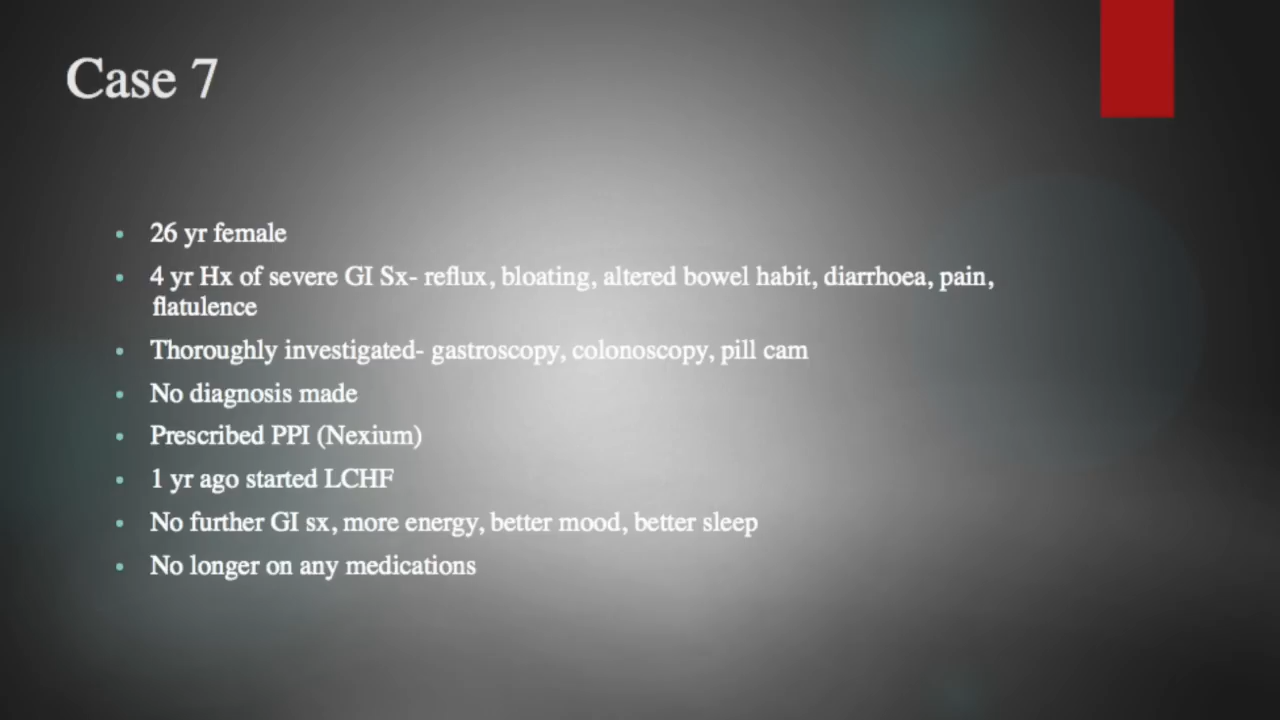 Case 7
• 26 yr female
• 4 yr Hx of severe GI Sx- reflux, bloating, altered bowel habit, diarrhoea, pain,
flatulence
• Thoroughly investigated- gastroscopy, colonoscopy, pill cam
• No diagnosis made
• Prescribed PPI (Nexium)
• 1 yr ago started LCHF
• No further GI sx, more energy, better mood, better sleep
• No longer on any medications